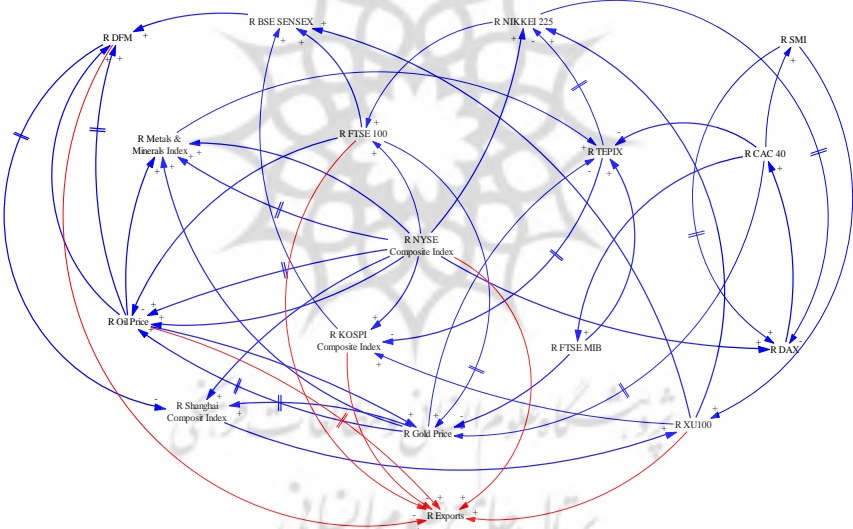 R BSE SENSEX
R NIKKEI 225
R DFM
R SMI
R FTSE 100
R Metals &
Minerals Index
R TEPIX
R CAC 40
R NYSE
Composite Index
R Oil Price
R KOSPI
Composite Index
R FTSE MIB
R DAX
R Shanghai
Composit Index
R Gold Price
R XU100
R Exports